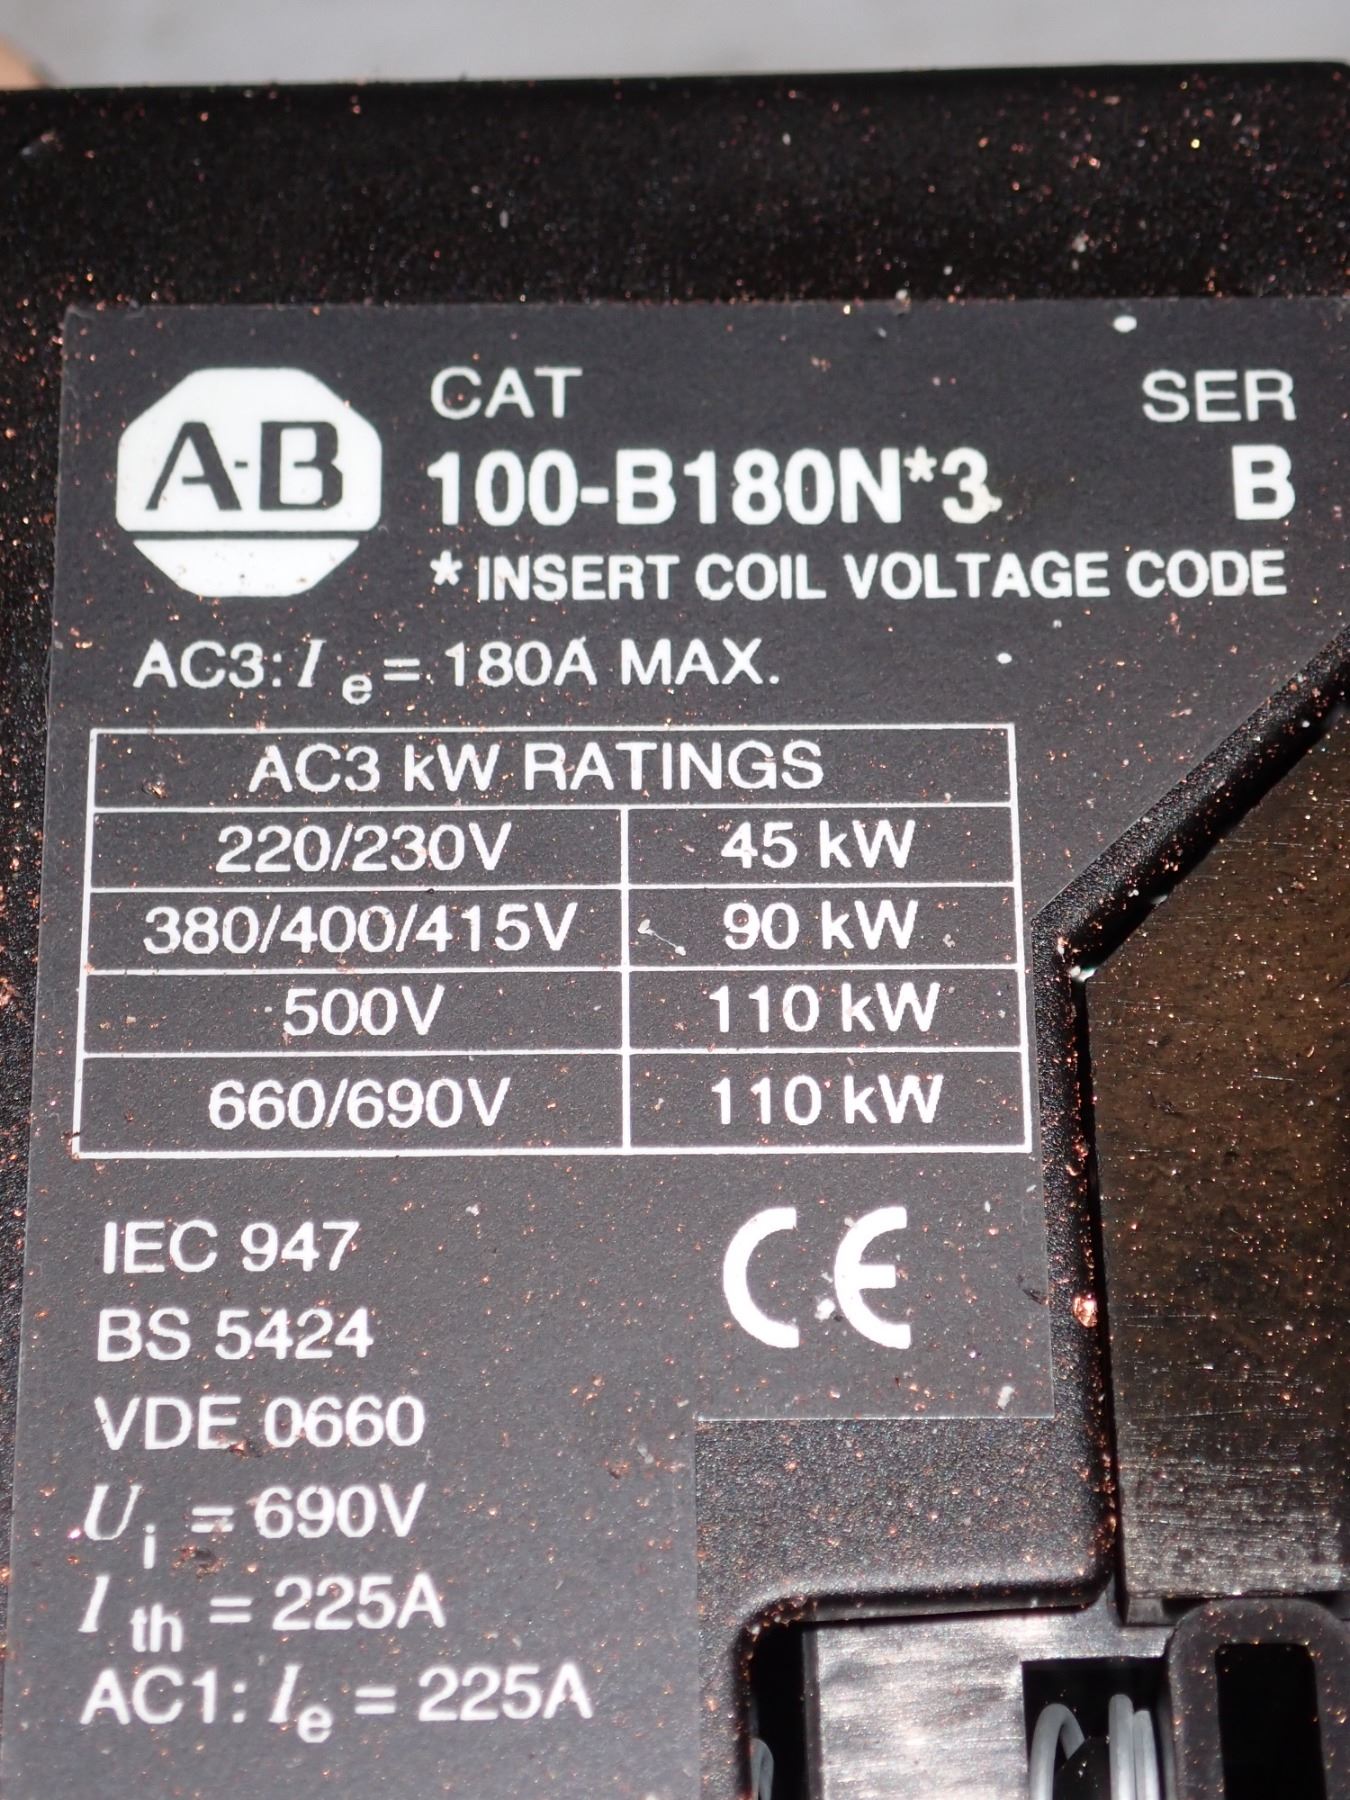 A-B
CAT SER
100-B180N*3 B
* INSERT COIL VOLTAGE CODE
AC3: Ie = 180A MAX.
AC3 kW RATINGS
220/230V 45 kW
380/400/415V 90 kW
500V 110 kW
660/690V 110 kW
IEC 947
BS 5424
VDE 0660
CE
Ui = 690V
Ith = 225A
AC1: Ie = 225A